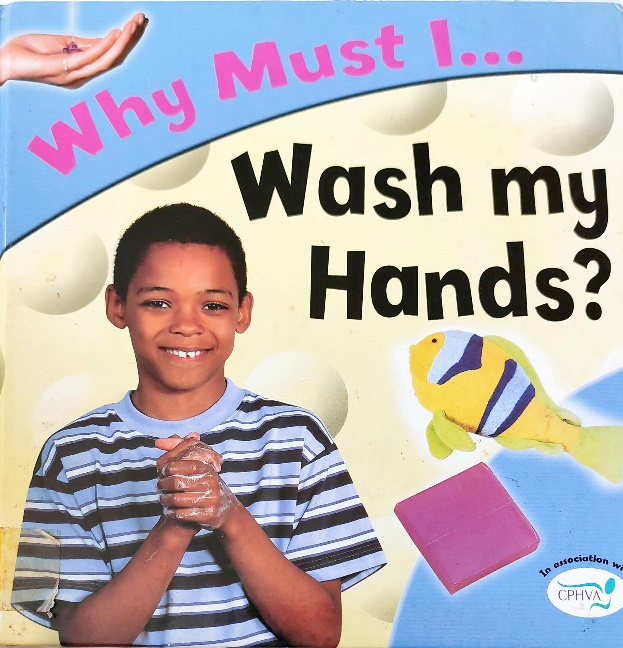 Why Must I...
Wash my
Hands?
In association wi
CPHVA